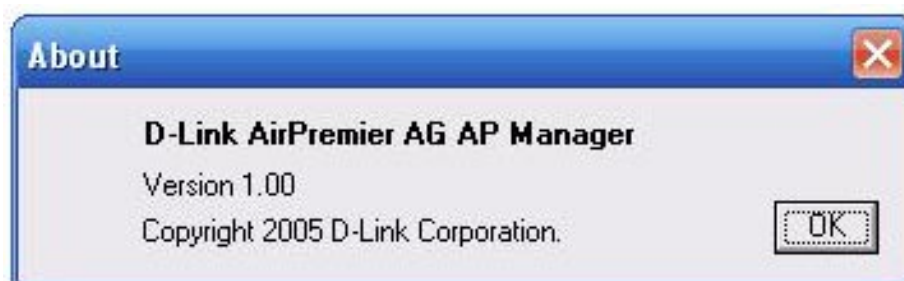 About
D-Link AirPremier AG AP Manager
Version 1.00
Copyright 2005 D-Link Corporation.
OK